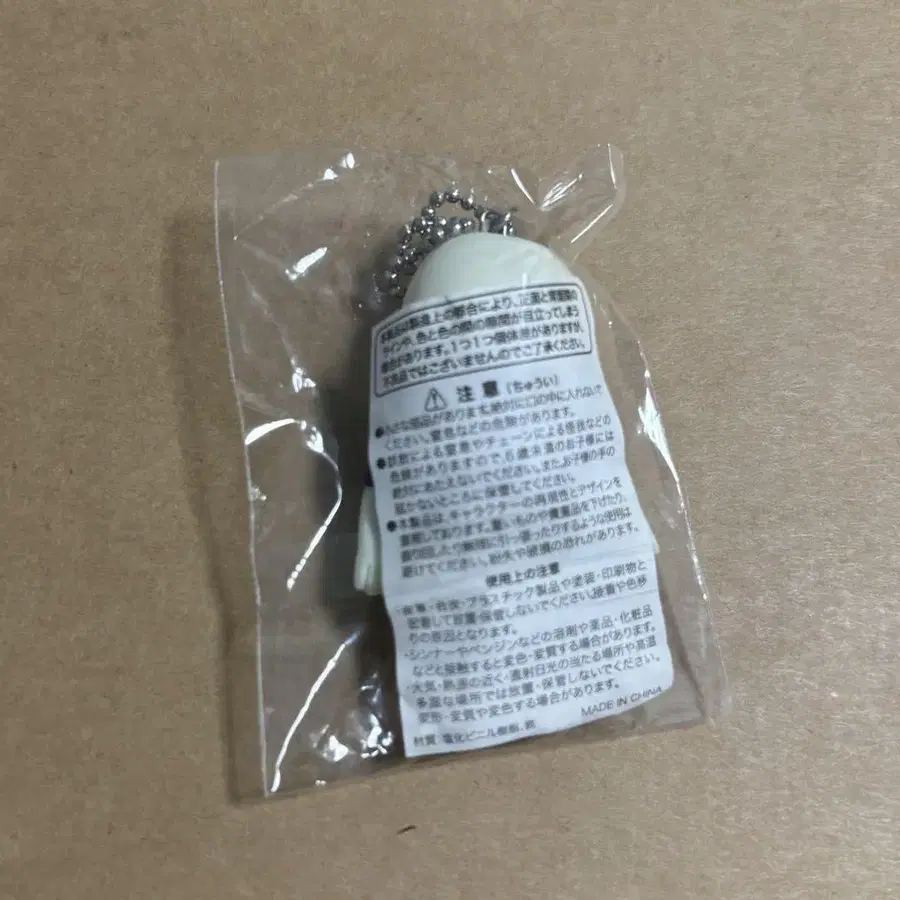 本製品は製造上の都合により、正面と背面の
ラインや、色と色の間の隙間が目立ってしまう
場合があります。1つ1つ個体差がありますが、
不良品ではございませんのでご了承ください。
注意(ちゅうい)
●小さな部品があります。絶対に口の中に入れないで
ください。窒息などの危険があります。
●誤飲による窒息やチェーンによる怪我などの
危険がありますので6歳未満のお子様には
絶対にあたえないでください。また、お子様の手の
届かないところに保管してください。
●本製品は、キャラクターの再現性とデザインを
重視しております。重いものや貴重品を下げたり、
振り回したり無理に引っ張ったりするような使用は
避けてください。紛失や破損の恐れがあります。
使用上の注意
・皮革・合皮・プラスチック製品や塗装・印刷物と
密着して放置・保管しないでください。接着や色移
りの原因となります。
・シンナーやベンジンなどの溶剤や薬品・化粧品
などと接触すると変色・変質する場合があります。
・火気・熱源の近く・直射日光の当たる場所や高温
多湿な場所では放置・保管しないでください。
変形・変質や変色する場合があります。
材質：塩化ビニル樹脂、鉄
MADE IN CHINA